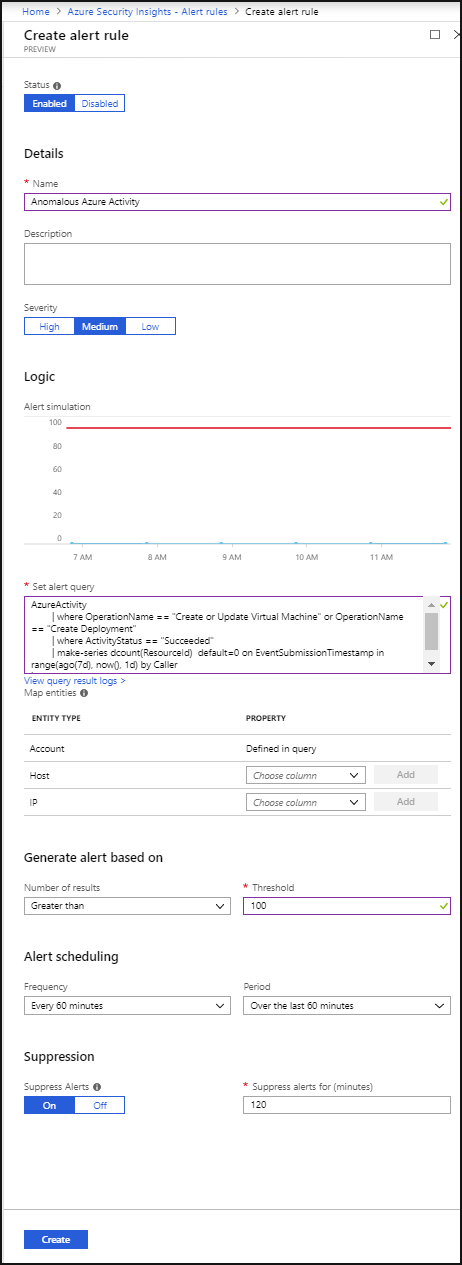 Home > Azure Security Insights - Alert rules > Create alert rule
Create alert rule
PREVIEW
Status
Enabled Disabled
Details
* Name
Anomalous Azure Activity
Description
Severity
High Medium Low
Logic
Alert simulation
100
80
60
40
20
0
7 AM 8 AM 9 AM 10 AM 11 AM
* Set alert query
AzureActivity
| where OperationName == "Create or Update Virtual Machine" or OperationName
== "Create Deployment"
| where ActivityStatus == "Succeeded"
| make-series dcount(ResourceId) default=0 on EventSubmissionTimestamp in
range(ago(7d), now(), 1d) by Caller
View query result logs >
Map entities
ENTITY TYPE PROPERTY
Account Defined in query
Host Choose column Add
IP Choose column Add
Generate alert based on
Number of results * Threshold
Greater than 100
Alert scheduling
Frequency Period
Every 60 minutes Over the last 60 minutes
Suppression
Suppress Alerts * Suppress alerts for (minutes)
On Off 120
Create